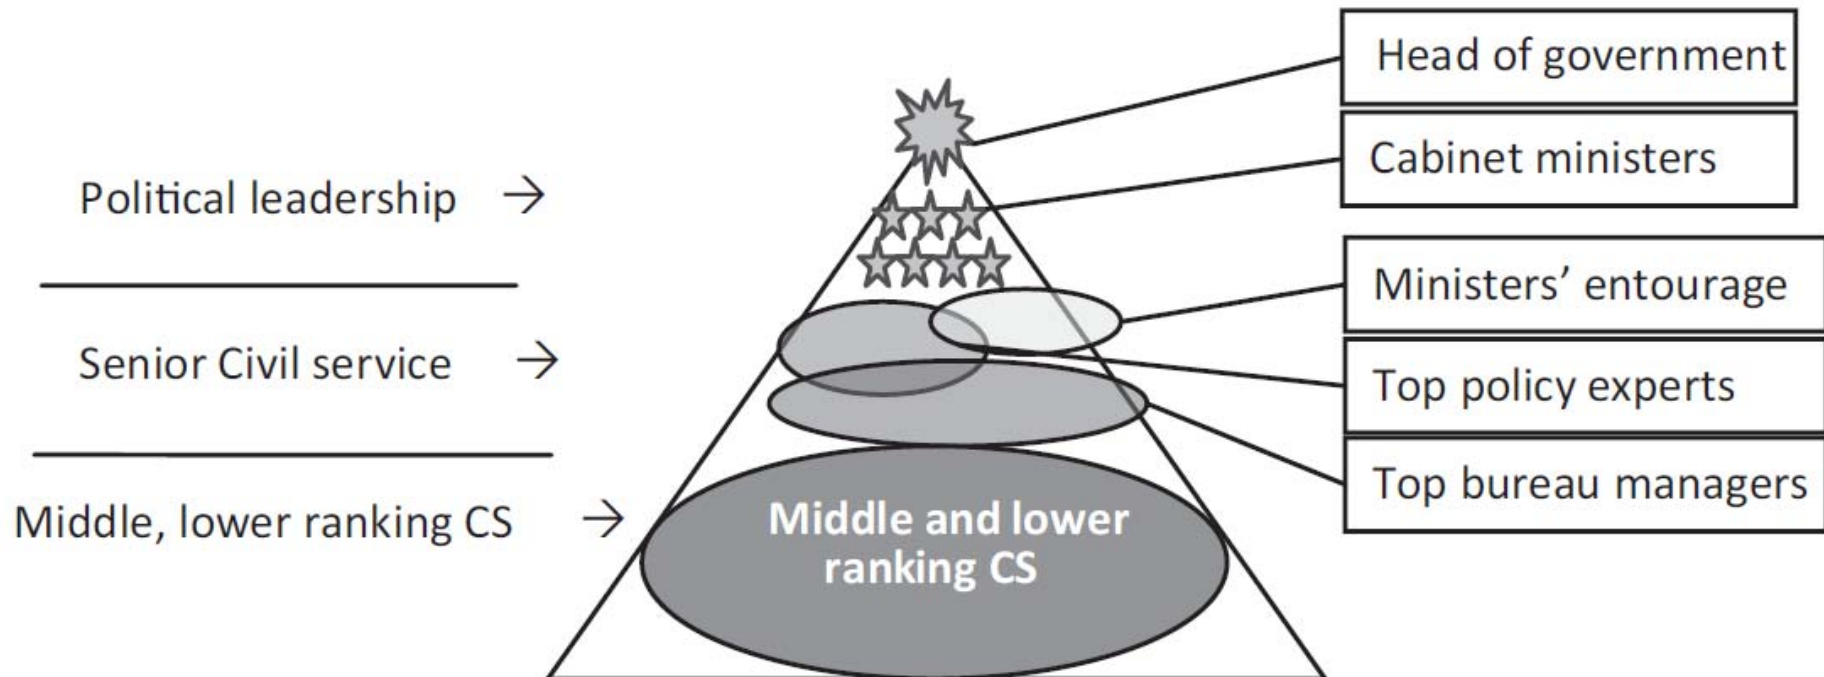 Head of government
Cabinet ministers
Political leadership →
Ministers’ entourage
Senior Civil service →
Top policy experts
Top bureau managers
Middle, lower ranking CS →
Middle and lower
ranking CS